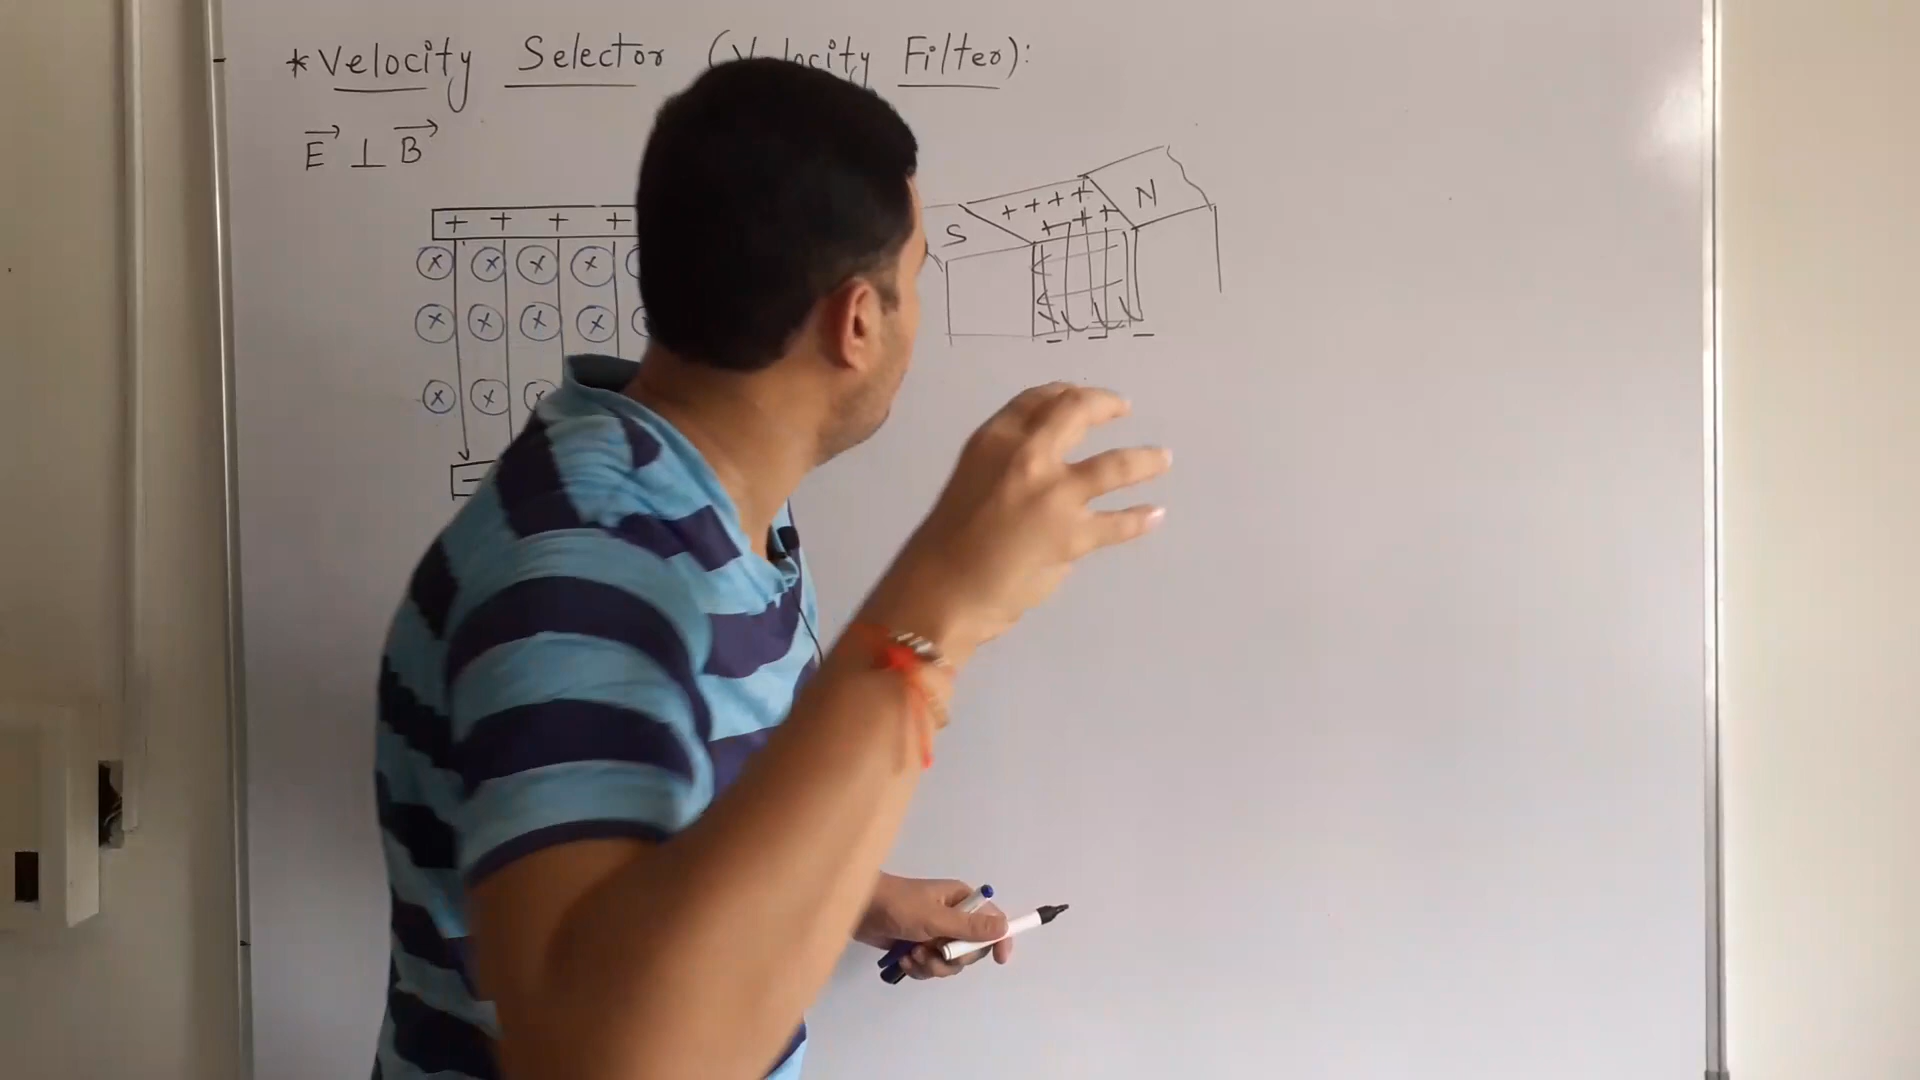 * Velocity Selector (Velocity Filter):
E ⊥ B
+ + + +
S + + + + N
+ + +
x x x x
x x x x
x x x
-
- - -